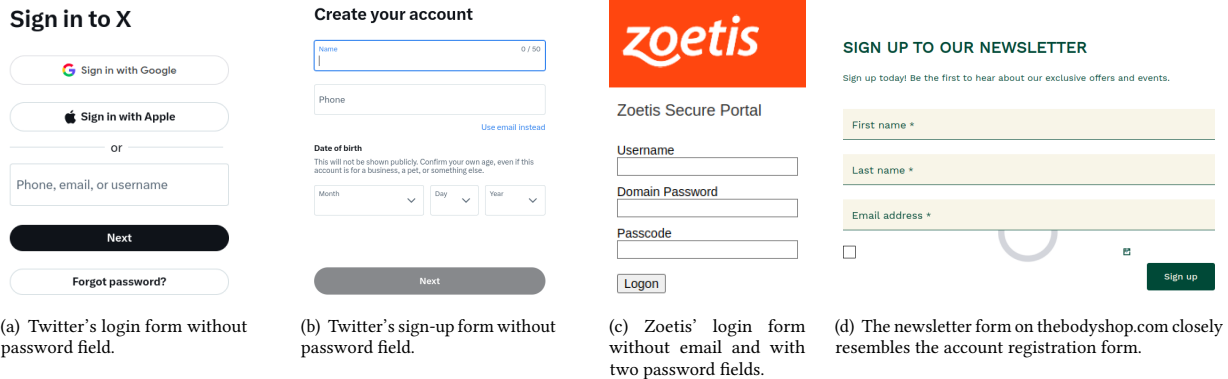 Sign in to X
Sign in with Google
Sign in with Apple
or
Phone, email, or username
Next
Forgot password?
(a) Twitter's login form without
password field.
Create your account
Name 0 / 50
Phone
Use email instead
Date of birth
This will not be shown publicly. Confirm your own age, even if this
account is for a business, a pet, or something else.
Month Day Year
Next
(b) Twitter's sign-up form without
password field.
zoetis
Zoetis Secure Portal
Username
Domain Password
Passcode
Logon
(c) Zoetis' login form
without email and with
two password fields.
SIGN UP TO OUR NEWSLETTER
Sign up today! Be the first to hear about our exclusive offers and events.
First name *
Last name *
Email address *
Sign up
(d) The newsletter form on thebodyshop.com closely
resembles the account registration form.